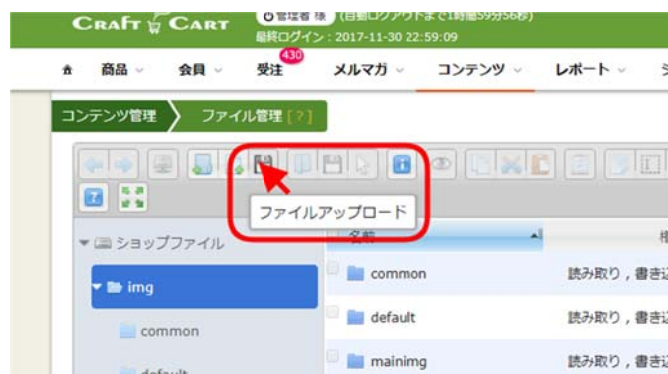 CRAFT CART
管理者 様 (自動ログアウトまで1時間59分56秒)
最終ログイン : 2017-11-30 22:59:09
430
商品 会員 受注 メルマガ コンテンツ レポート
コンテンツ管理 ファイル管理 [?]
ファイルアップロード
ショップファイル 名前
img common 読み取り , 書き込
common default 読み取り , 書き込
default mainimg 読み取り , 書き込